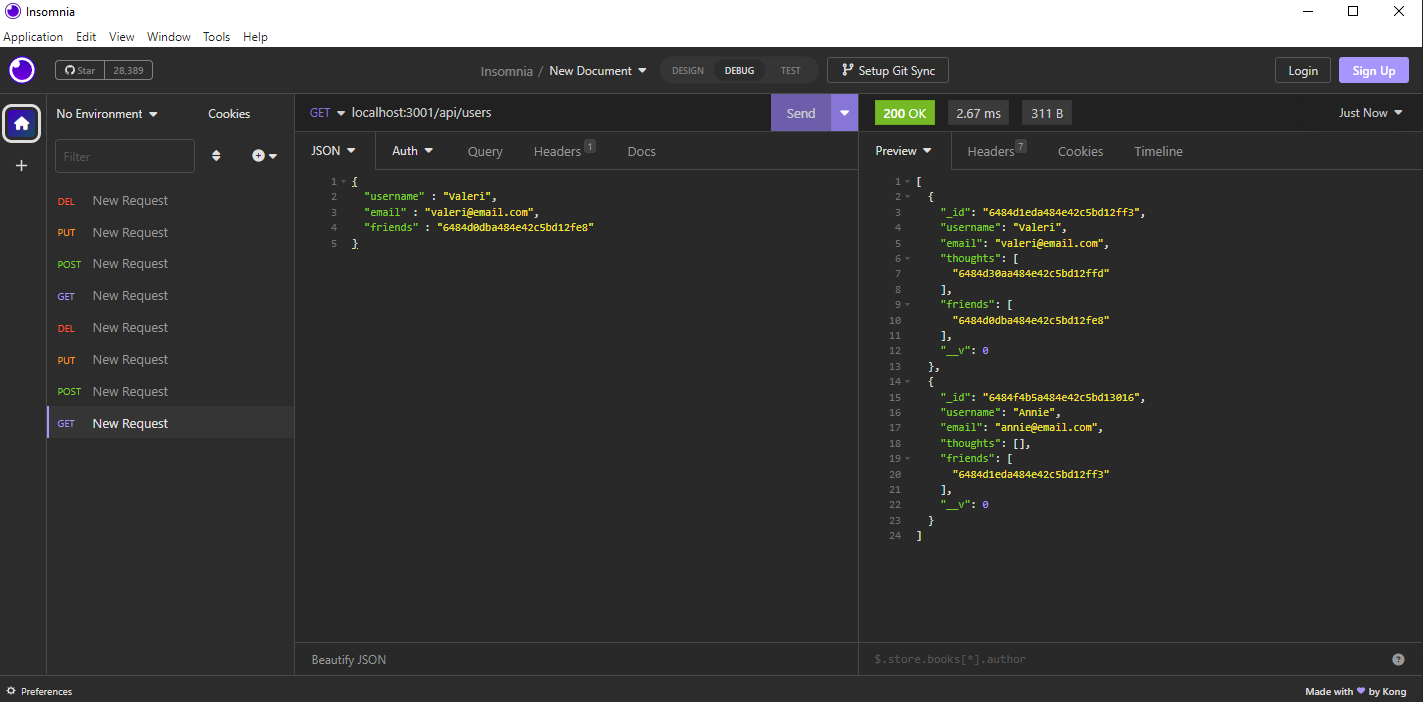 Insomnia
Application Edit View Window Tools Help
Star 28,389
Insomnia / New Document
DESIGN DEBUG TEST
Setup Git Sync
Login Sign Up
No Environment Cookies
Filter
DEL New Request
PUT New Request
POST New Request
GET New Request
DEL New Request
PUT New Request
POST New Request
GET New Request
GET localhost:3001/api/users Send
JSON Auth Query Headers 1 Docs
1 {
2 "username" : "Valeri",
3 "email" : "valeri@email.com",
4 "friends" : "6484d0dba484e42c5bd12fe8"
5 }
Beautify JSON
200 OK 2.67 ms 311 B Just Now
Preview Headers 7 Cookies Timeline
1 [
2 {
3 "_id": "6484d1eda484e42c5bd12ff3",
4 "username": "Valeri",
5 "email": "valeri@email.com",
6 "thoughts": [
7 "6484d30aa484e42c5bd12ffd"
8 ],
9 "friends": [
10 "6484d0dba484e42c5bd12fe8"
11 ],
12 "__v": 0
13 },
14 {
15 "_id": "6484f4b5a484e42c5bd13016",
16 "username": "Annie",
17 "email": "annie@email.com",
18 "thoughts": [],
19 "friends": [
20 "6484d1eda484e42c5bd12ff3"
21 ],
22 "__v": 0
23 }
24 ]
$.store.books[*].author ?
Preferences
Made with ♥ by Kong